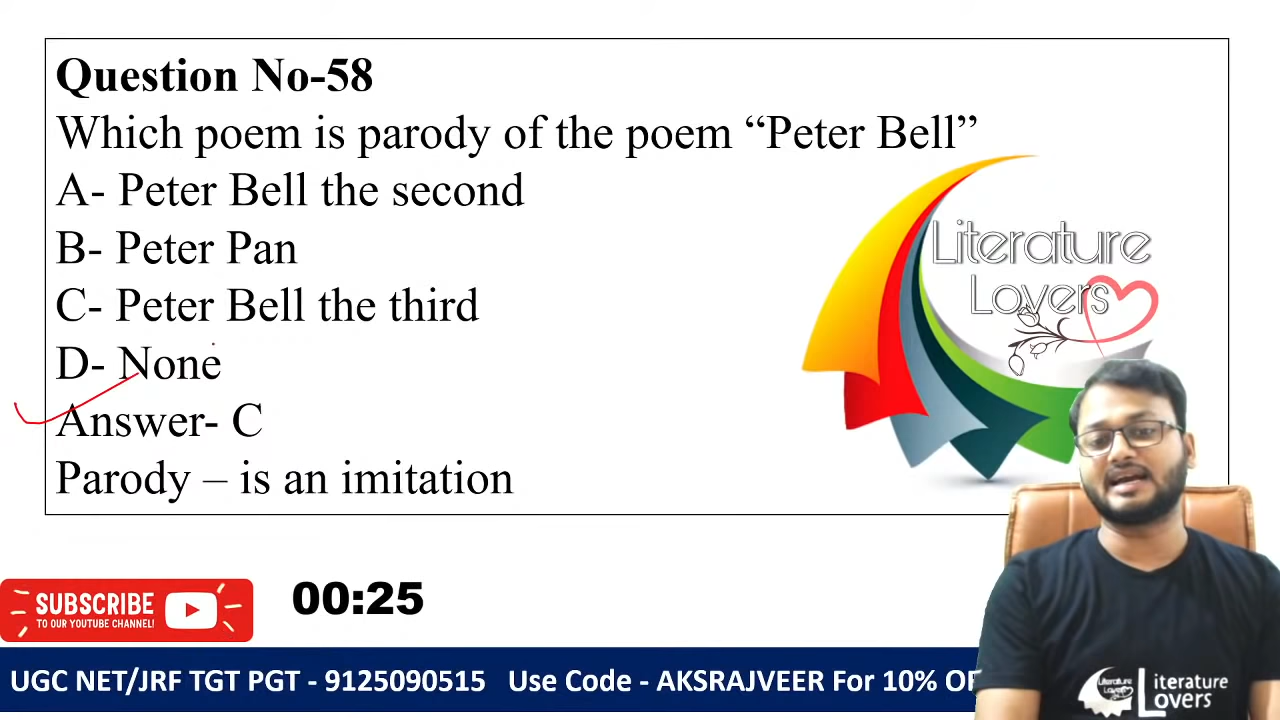 Question No-58
Which poem is parody of the poem “Peter Bell”
A- Peter Bell the second
B- Peter Pan
C- Peter Bell the third
D- None
Answer- C
Parody – is an imitation
Literature
Lovers
SUBSCRIBE
TO OUR YOUTUBE CHANNEL!
00:25
UGC NET/JRF TGT PGT - 9125090515 Use Code - AKSRAJVEER For 10% OF
Literature
Lovers
Literature
Lovers